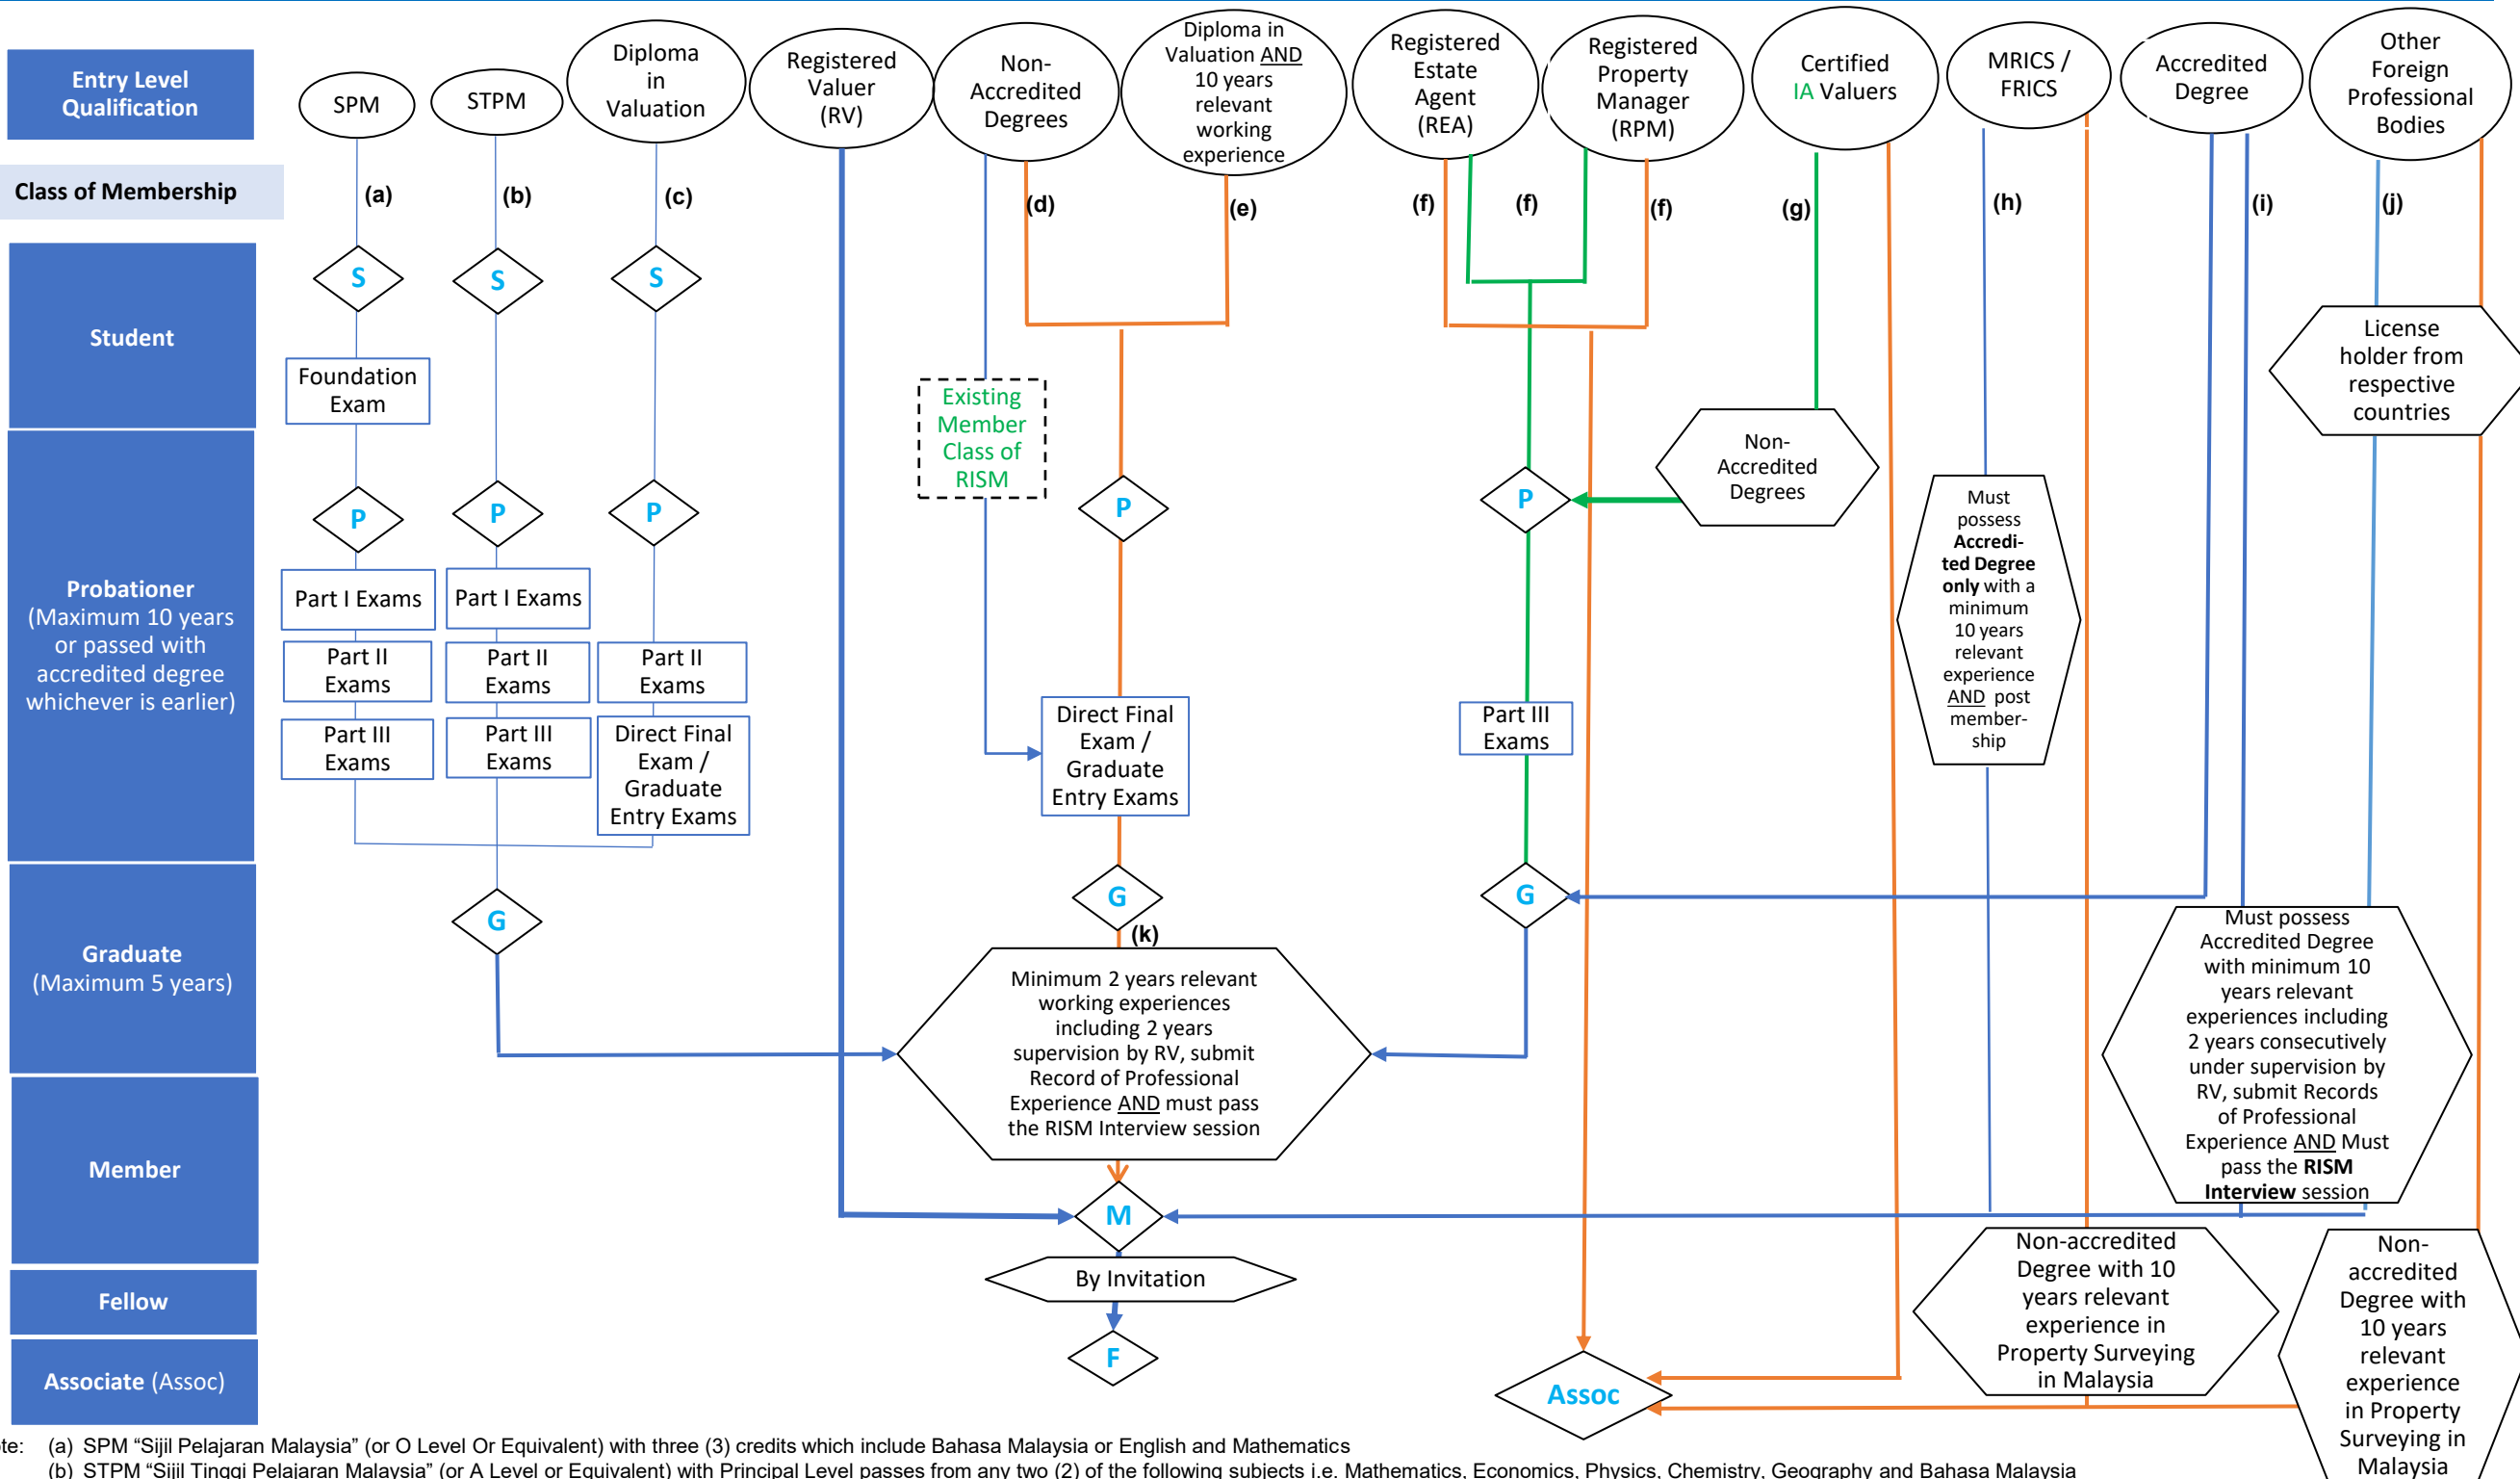 Entry Level
Qualification
SPM
STPM
Diploma
in
Valuation
Registered
Valuer
(RV)
Non-
Accredited
Degrees
Diploma in
Valuation AND
10 years
relevant
working
experience
Registered
Estate
Agent
(REA)
Registered
Property
Manager
(RPM)
Certified
IA Valuers
MRICS /
FRICS
Accredited
Degree
Other
Foreign
Professional
Bodies
Class of Membership
(a)
(b)
(c)
(d)
(e)
(f)
(f)
(f)
(g)
(h)
(i)
(j)
Student
S
S
S
Foundation
Exam
Existing
Member
Class of
RISM
License
holder from
respective
countries
Non-
Accredited
Degrees
Probationer
(Maximum 10 years
or passed with
accredited degree
whichever is earlier)
P
P
P
P
P
Must
possess
Accredi-
ted Degree
only with a
minimum
10 years
relevant
experience
AND post
member-
ship
Part I Exams
Part I Exams
Part II
Exams
Part II
Exams
Part II
Exams
Part III
Exams
Part III
Exams
Direct Final
Exam /
Graduate
Entry Exams
Direct Final
Exam /
Graduate
Entry Exams
Part III
Exams
Graduate
(Maximum 5 years)
G
G
G
(k)
Minimum 2 years relevant
working experiences
including 2 years
supervision by RV, submit
Record of Professional
Experience AND must pass
the RISM Interview session
Must possess
Accredited Degree
with minimum 10
years relevant
experiences including
2 years consecutively
under supervision by
RV, submit Records
of Professional
Experience AND Must
pass the RISM
Interview session
Member
M
By Invitation
Fellow
F
Non-accredited
Degree with 10
years relevant
experience in
Property Surveying
in Malaysia
Non-
accredited
Degree with
10 years
relevant
experience
in Property
Surveying in
Malaysia
Associate (Assoc)
Assoc
te: (a) SPM “Sijil Pelajaran Malaysia” (or O Level Or Equivalent) with three (3) credits which include Bahasa Malaysia or English and Mathematics
(b) STPM “Sijil Tinggi Pelajaran Malaysia” (or A Level or Equivalent) with Principal Level passes from any two (2) of the following subjects i.e. Mathematics, Economics, Physics, Chemistry, Geography and Bahasa Malaysia